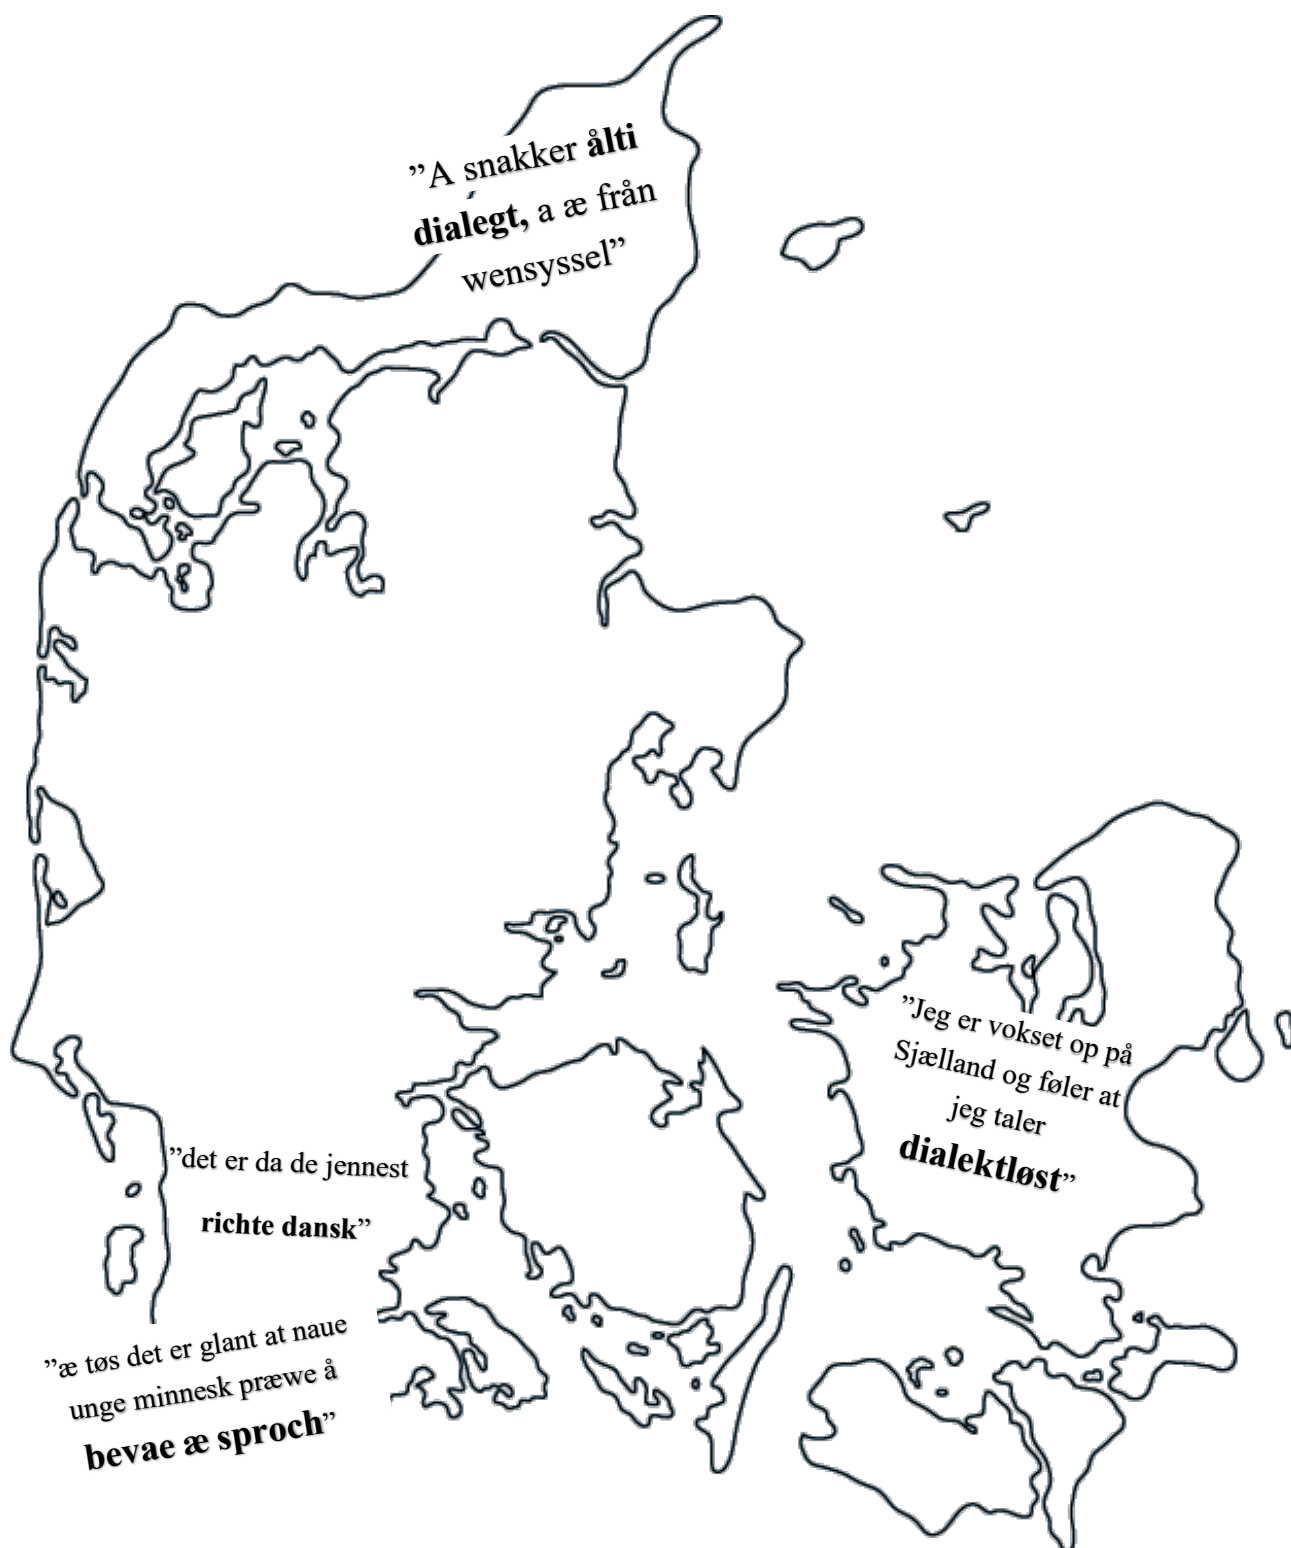 ”A snakker ålti
dialegt, a æ från
wensyssel”
”Jeg er vokset op på
Sjælland og føler at
jeg taler
dialektløst”
”det er da de jennest
richte dansk”
”æ tøs det er glant at naue
unge minnesk præwe å
bevae æ sproch”